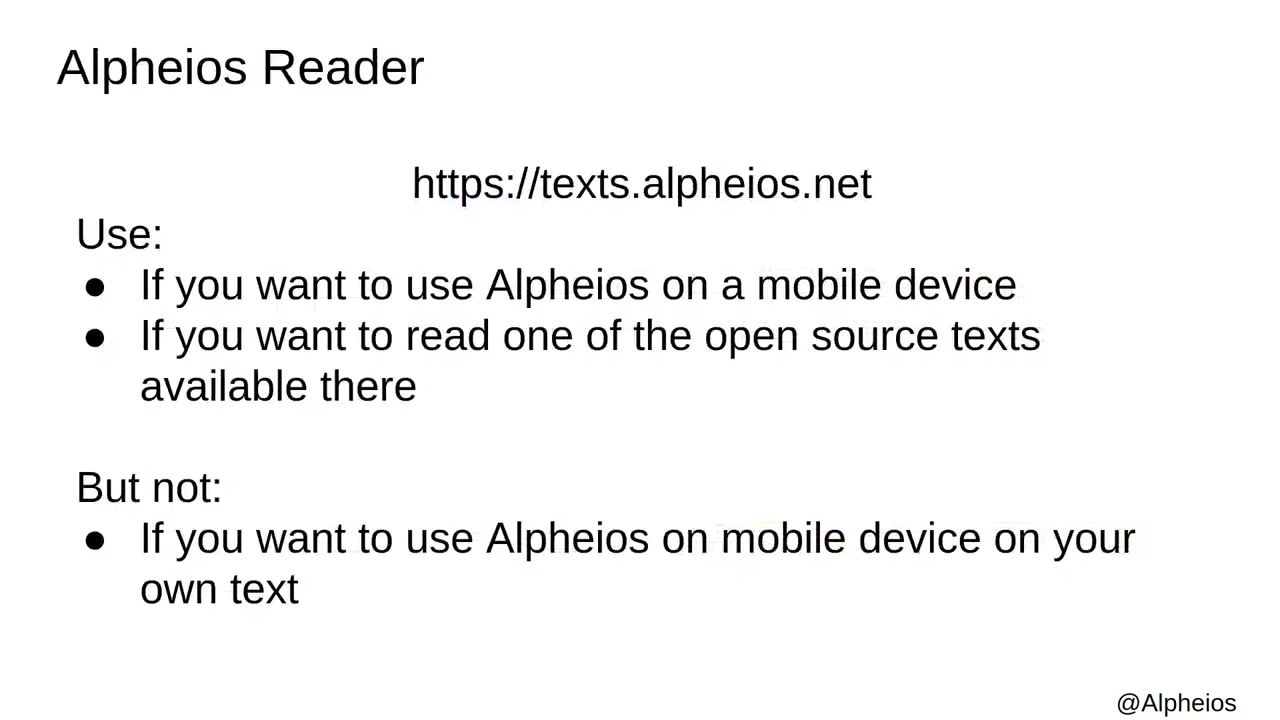 Alpheios Reader
https://texts.alpheios.net
Use:
● If you want to use Alpheios on a mobile device
● If you want to read one of the open source texts
available there
But not:
● If you want to use Alpheios on mobile device on your
own text
@Alpheios